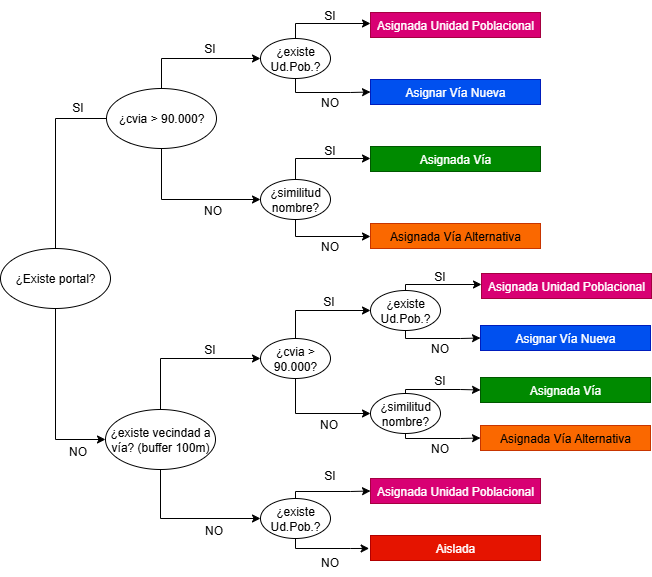 SI
Asignada Unidad Poblacional
SI
¿existe
Ud.Pob.?
NO
Asignar Vía Nueva
SI
¿cvia > 90.000?
SI
Asignada Vía
¿similitud
nombre?
NO
NO
Asignada Vía Alternativa
¿Existe portal?
SI
Asignada Unidad Poblacional
SI
¿existe
Ud.Pob.?
NO
Asignar Vía Nueva
SI
¿cvia >
90.000?
SI
Asignada Vía
NO
¿similitud
nombre?
NO
Asignada Vía Alternativa
¿existe vecindad a
vía? (buffer 100m)
NO
SI
Asignada Unidad Poblacional
NO
¿existe
Ud.Pob.?
NO
Aislada